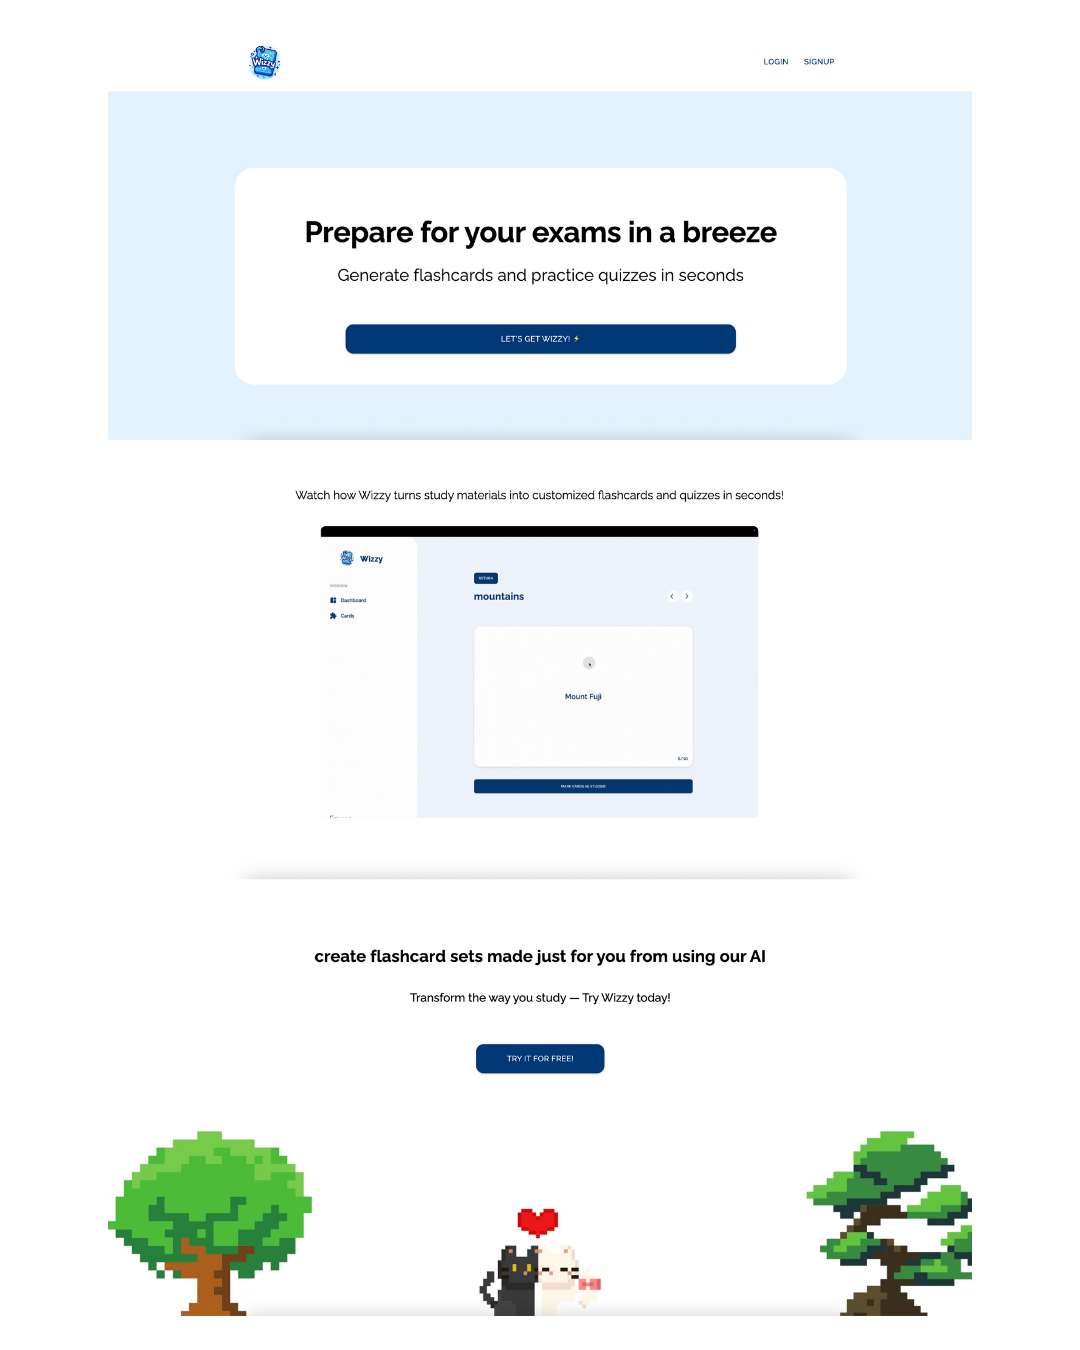 Wizzy
LOGIN SIGNUP
Prepare for your exams in a breeze
Generate flashcards and practice quizzes in seconds
LET'S GET WIZZY! ⚡
Watch how Wizzy turns study materials into customized flashcards and quizzes in seconds!
Wizzy
OVERVIEW
Dashboard
Cards
RETURN
mountains
Mount Fuji
MARK CARDS AS STUDIED
create flashcard sets made just for you from using our AI
Transform the way you study — Try Wizzy today!
TRY IT FOR FREE!